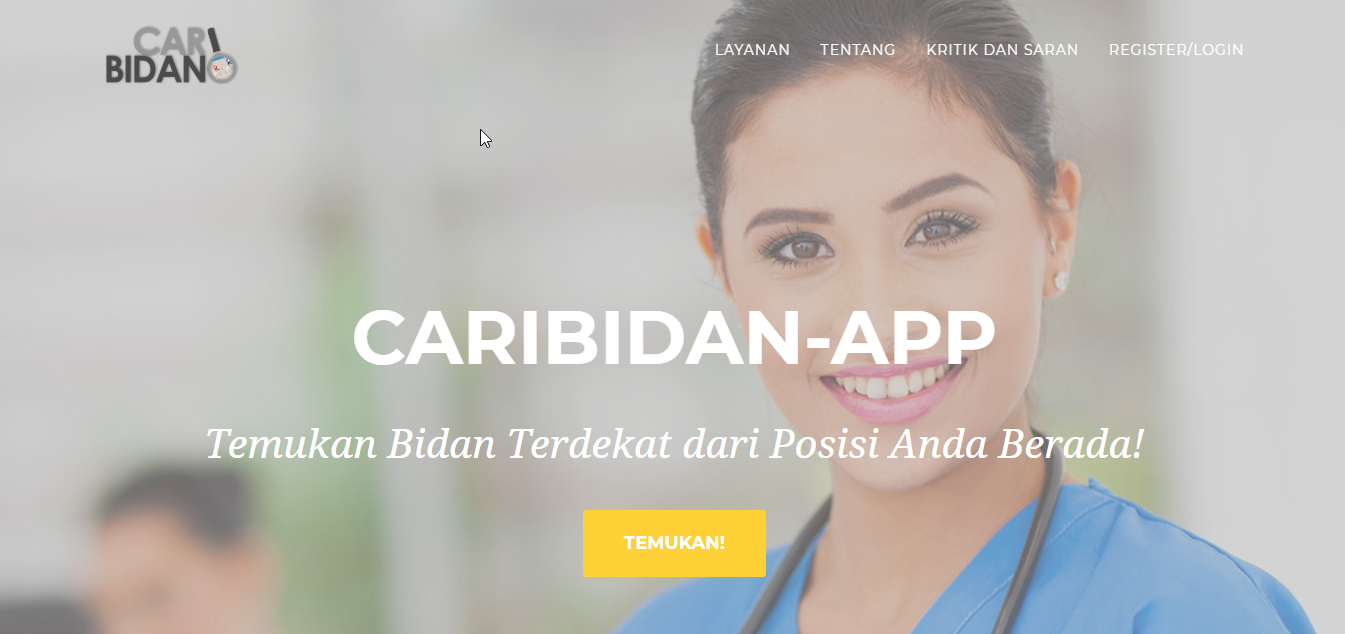 CARI
BIDAN
LAYANAN TENTANG KRITIK DAN SARAN REGISTER/LOGIN
CARIBIDAN-APP
Temukan Bidan Terdekat dari Posisi Anda Berada!
TEMUKAN!